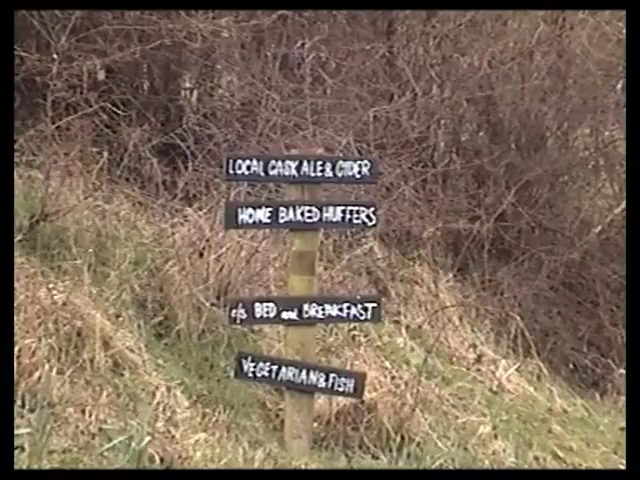 LOCAL CASK ALE & CIDER
HOME BAKED HUFFERS
e/s BED and BREAKFAST
VEGETARIAN & FISH